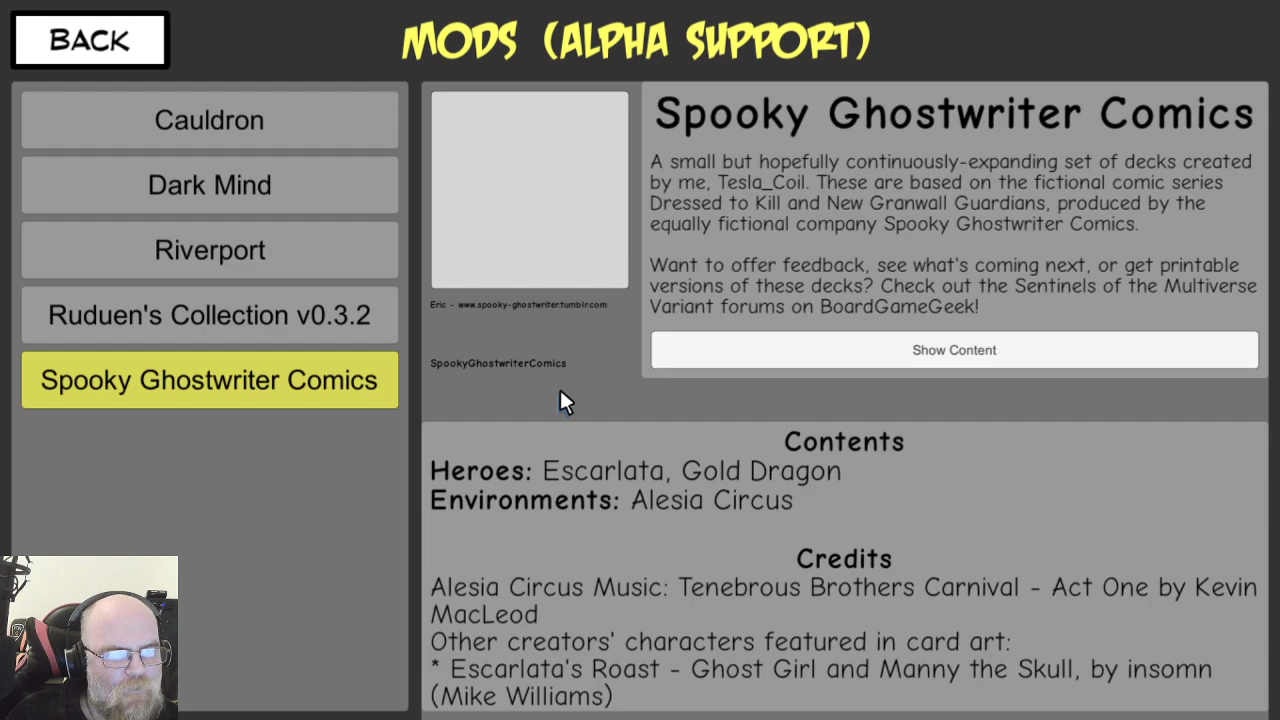 BACK
MODS (ALPHA SUPPORT)
Cauldron
Dark Mind
Riverport
Ruduen's Collection v0.3.2
Spooky Ghostwriter Comics
Eric - www.spooky-ghostwriter.tumblr.com
SpookyGhostwriterComics
Spooky Ghostwriter Comics
A small but hopefully continuously-expanding set of decks created
by me, Tesla_Coil. These are based on the fictional comic series
Dressed to Kill and New Granwall Guardians, produced by the
equally fictional company Spooky Ghostwriter Comics.
Want to offer feedback, see what's coming next, or get printable
versions of these decks? Check out the Sentinels of the Multiverse
Variant forums on BoardGameGeek!
Show Content
Contents
Heroes: Escarlata, Gold Dragon
Environments: Alesia Circus
Credits
Alesia Circus Music: Tenebrous Brothers Carnival - Act One by Kevin
MacLeod
Other creators' characters featured in card art:
* Escarlata's Roast - Ghost Girl and Manny the Skull, by insomn
(Mike Williams)